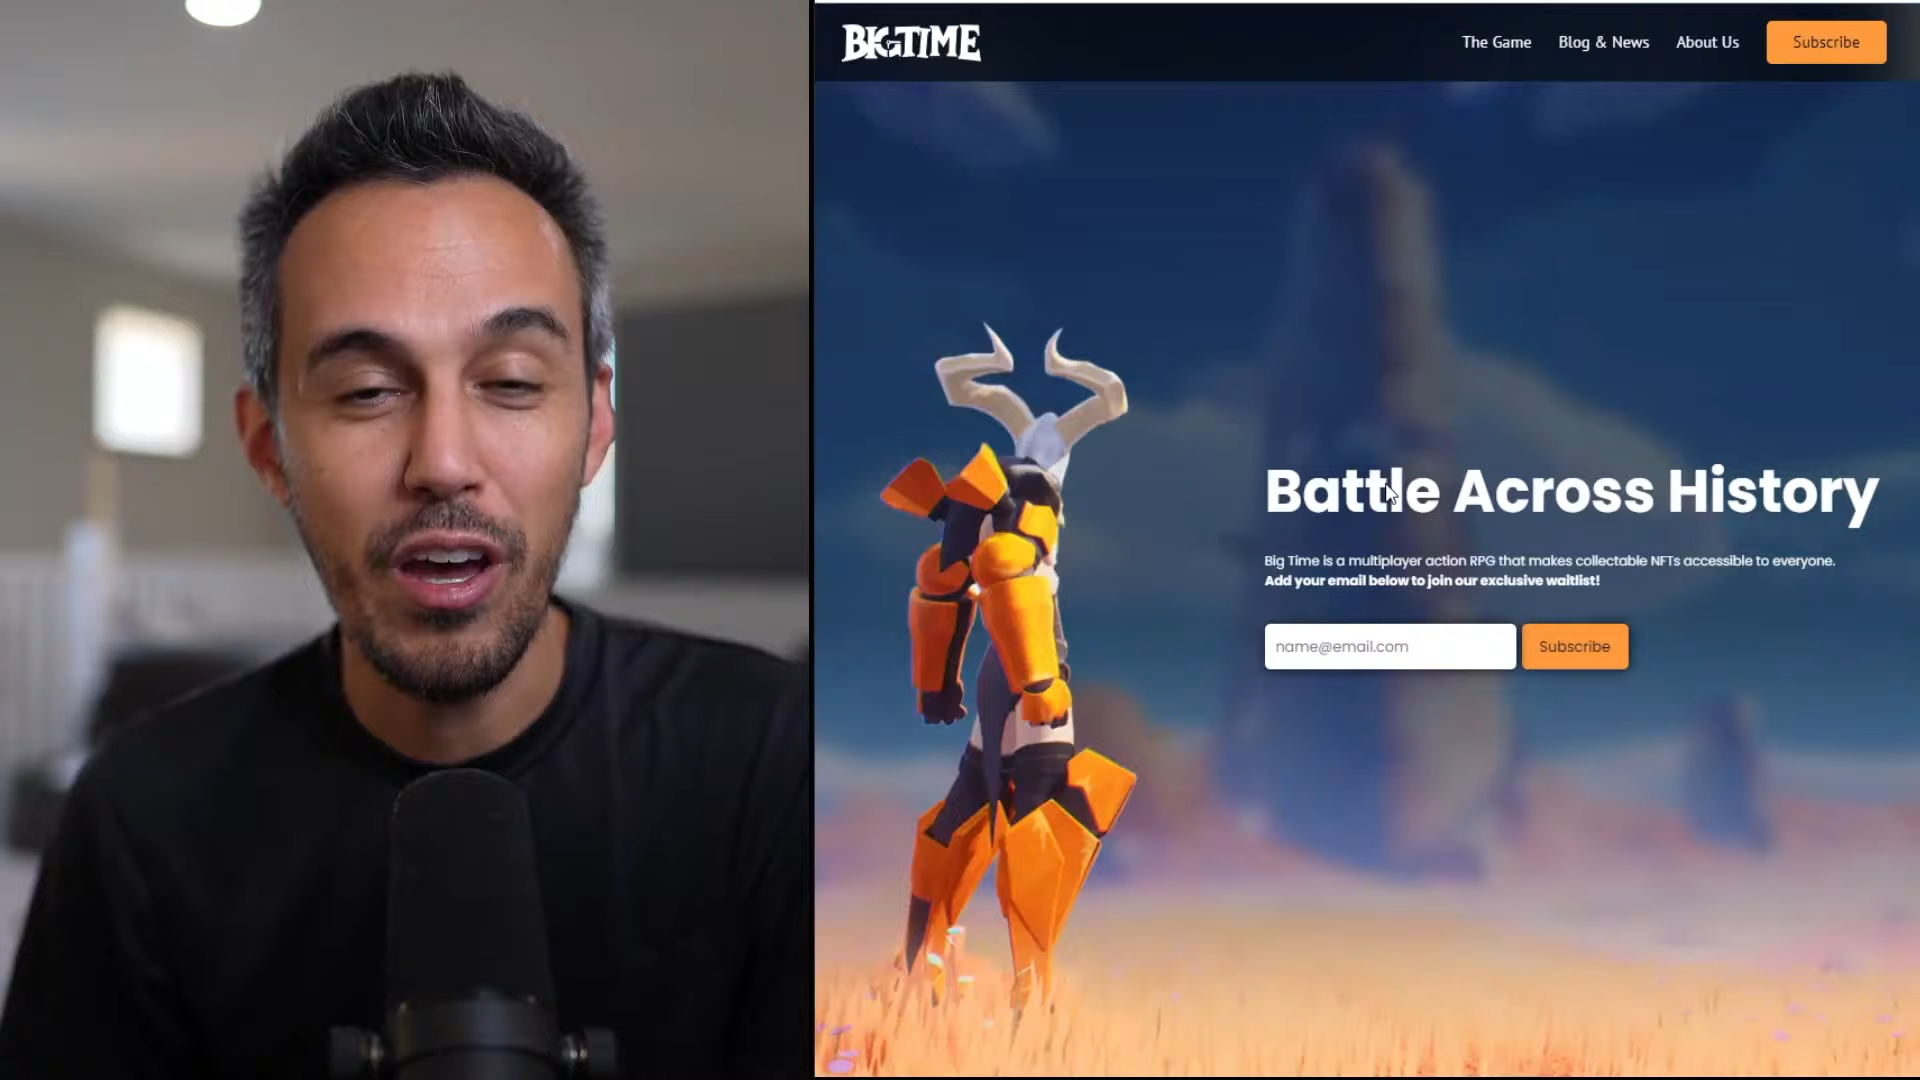 BIGTIME
The Game
Blog & News
About Us
Subscribe
Battle Across History
Big Time is a multiplayer action RPG that makes collectable NFTs accessible to everyone.
Add your email below to join our exclusive waitlist!
name@email.com
Subscribe